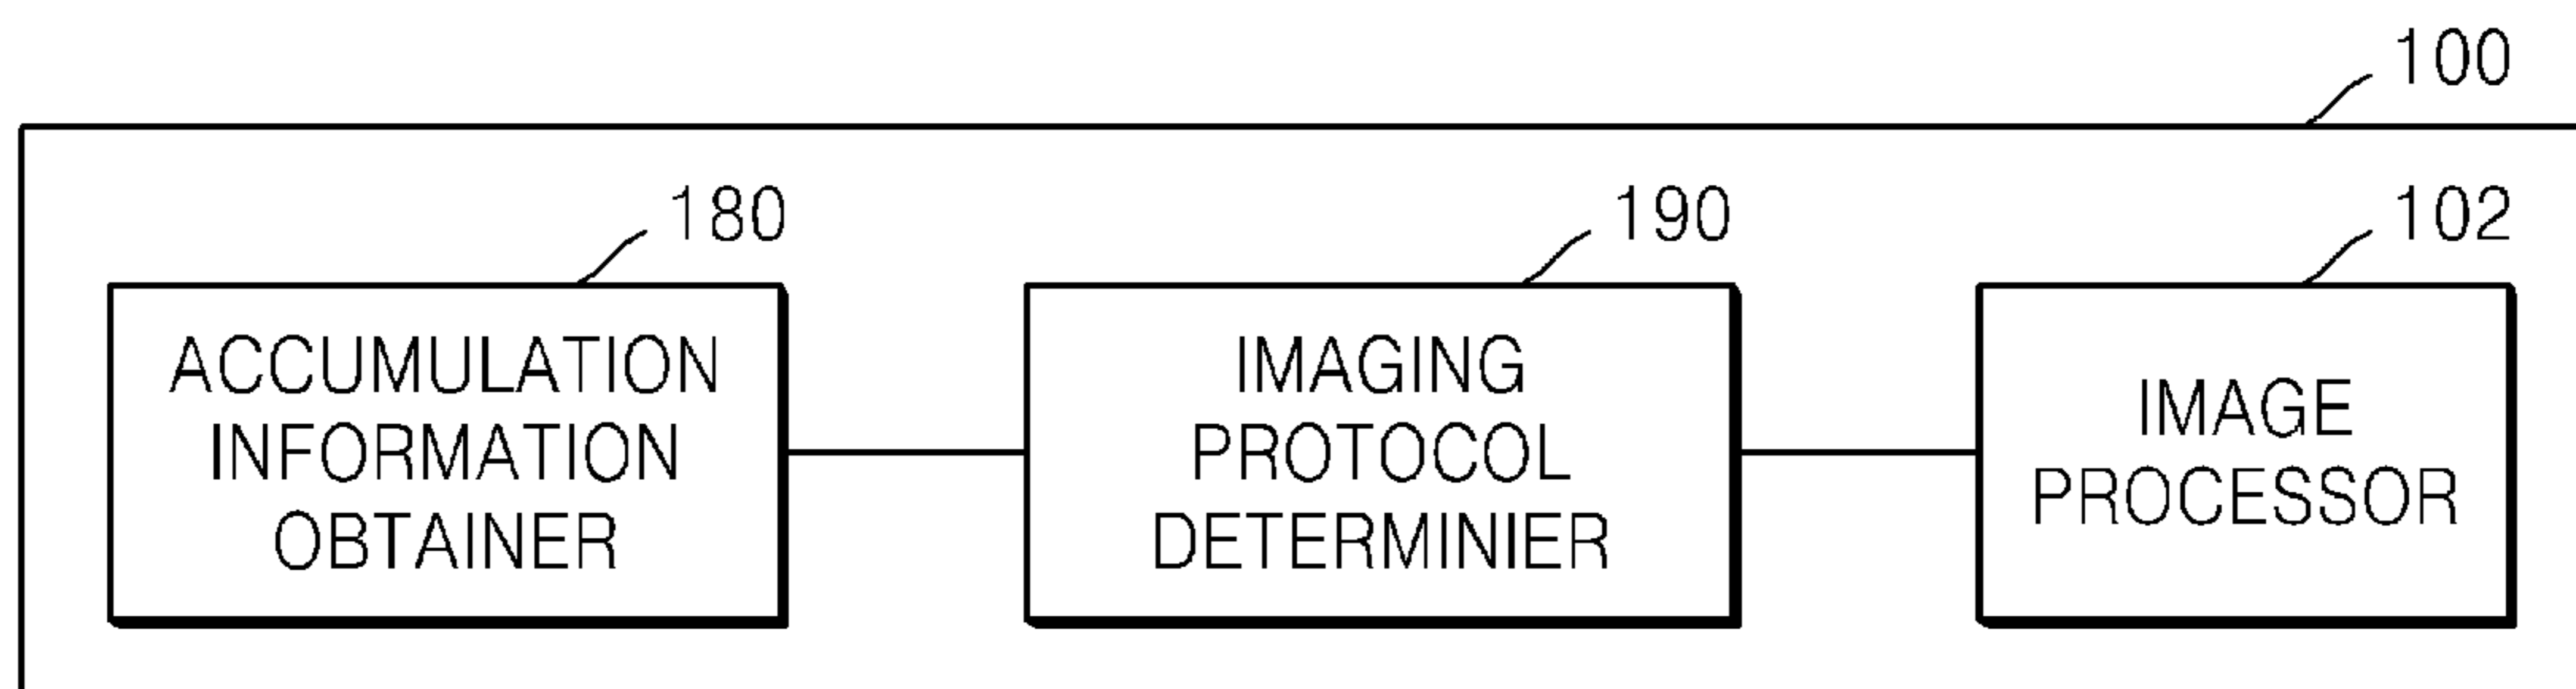 100
180
190
102
ACCUMULATION
INFORMATION
OBTAINER
IMAGING
PROTOCOL
DETERMINIER
IMAGE
PROCESSOR